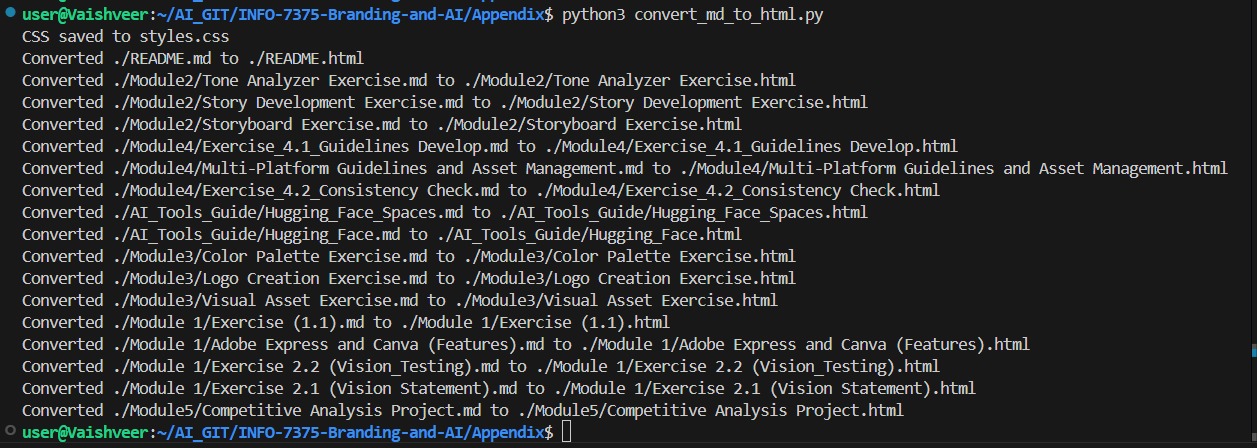 user@Vaishveer:~/AI_GIT/INFO-7375-Branding-and-AI/Appendix$ python3 convert_md_to_html.py
CSS saved to styles.css
Converted ./README.md to ./README.html
Converted ./Module2/Tone Analyzer Exercise.md to ./Module2/Tone Analyzer Exercise.html
Converted ./Module2/Story Development Exercise.md to ./Module2/Story Development Exercise.html
Converted ./Module2/Storyboard Exercise.md to ./Module2/Storyboard Exercise.html
Converted ./Module4/Exercise_4.1_Guidelines Develop.md to ./Module4/Exercise_4.1_Guidelines Develop.html
Converted ./Module4/Multi-Platform Guidelines and Asset Management.md to ./Module4/Multi-Platform Guidelines and Asset Management.html
Converted ./Module4/Exercise_4.2_Consistency Check.md to ./Module4/Exercise_4.2_Consistency Check.html
Converted ./AI_Tools_Guide/Hugging_Face_Spaces.md to ./AI_Tools_Guide/Hugging_Face_Spaces.html
Converted ./AI_Tools_Guide/Hugging_Face.md to ./AI_Tools_Guide/Hugging_Face.html
Converted ./Module3/Color Palette Exercise.md to ./Module3/Color Palette Exercise.html
Converted ./Module3/Logo Creation Exercise.md to ./Module3/Logo Creation Exercise.html
Converted ./Module3/Visual Asset Exercise.md to ./Module3/Visual Asset Exercise.html
Converted ./Module 1/Exercise (1.1).md to ./Module 1/Exercise (1.1).html
Converted ./Module 1/Adobe Express and Canva (Features).md to ./Module 1/Adobe Express and Canva (Features).html
Converted ./Module 1/Exercise 2.2 (Vision_Testing).md to ./Module 1/Exercise 2.2 (Vision_Testing).html
Converted ./Module 1/Exercise 2.1 (Vision Statement).md to ./Module 1/Exercise 2.1 (Vision Statement).html
Converted ./Module5/Competitive Analysis Project.md to ./Module5/Competitive Analysis Project.html
user@Vaishveer:~/AI_GIT/INFO-7375-Branding-and-AI/Appendix$